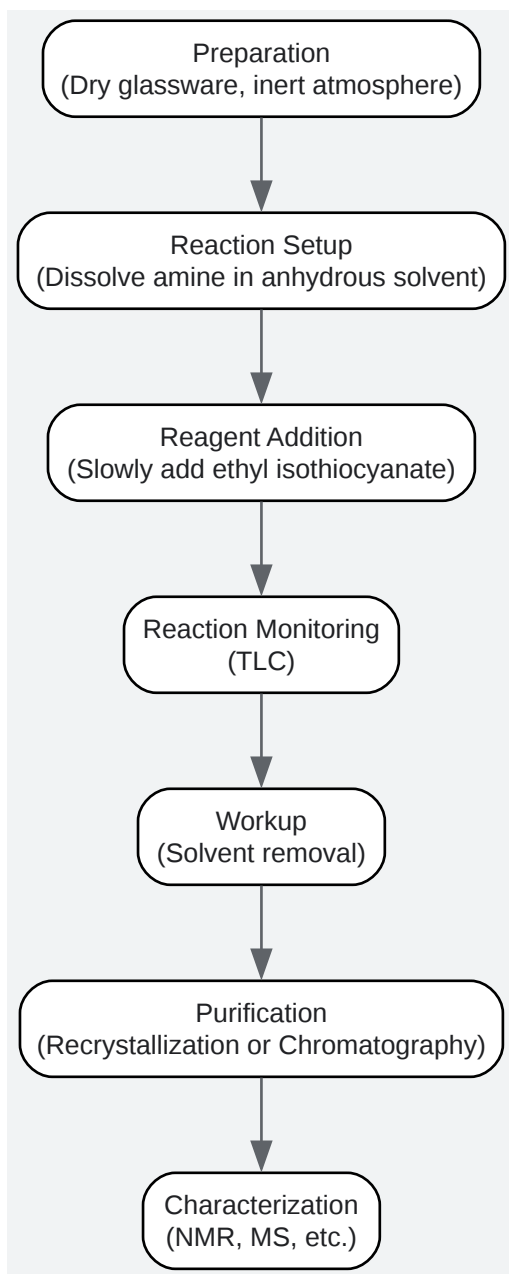 Preparation
(Dry glassware, inert atmosphere)
Reaction Setup
(Dissolve amine in anhydrous solvent)
Reagent Addition
(Slowly add ethyl isothiocyanate)
Reaction Monitoring
(TLC)
Workup
(Solvent removal)
Purification
(Recrystallization or Chromatography)
Characterization
(NMR, MS, etc.)